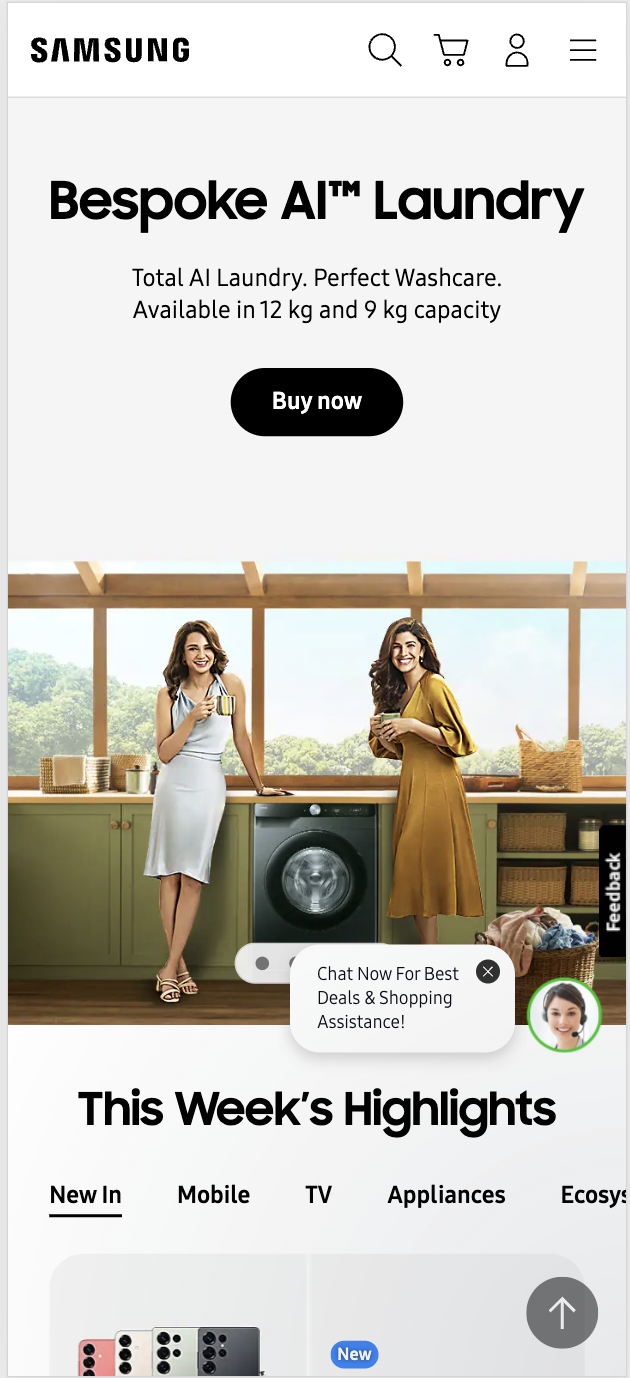 SAMSUNG
Bespoke AI™ Laundry
Total AI Laundry. Perfect Washcare.
Available in 12 kg and 9 kg capacity
Buy now
Feedback
Chat Now For Best
Deals & Shopping
Assistance!
This Week's Highlights
New In Mobile TV Appliances Ecosys
New